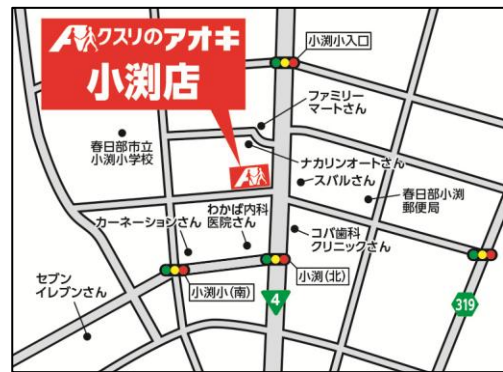 クスリのアオキ
小渕店
小渕小入口
ファミリー
マートさん
春日部市立
小渕小学校
ナカリンオートさん
スバルさん
春日部小渕
郵便局
カーネーションさん
わかば内科
医院さん
コバ歯科
クリニックさん
小渕(北)
小渕小(南)
セブン
イレブンさん
4
319